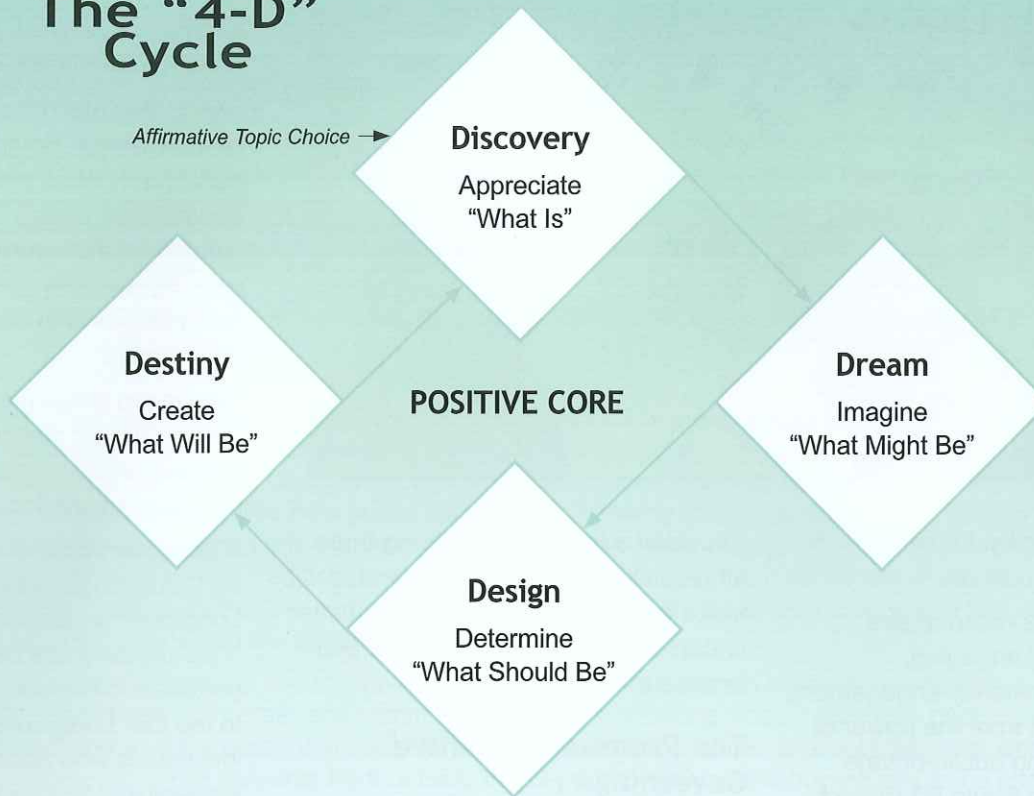 The “4-D”
Cycle
Affirmative Topic Choice
Discovery
Appreciate
“What Is”
Dream
Imagine
“What Might Be”
Design
Determine
“What Should Be”
Destiny
Create
“What Will Be”
POSITIVE CORE